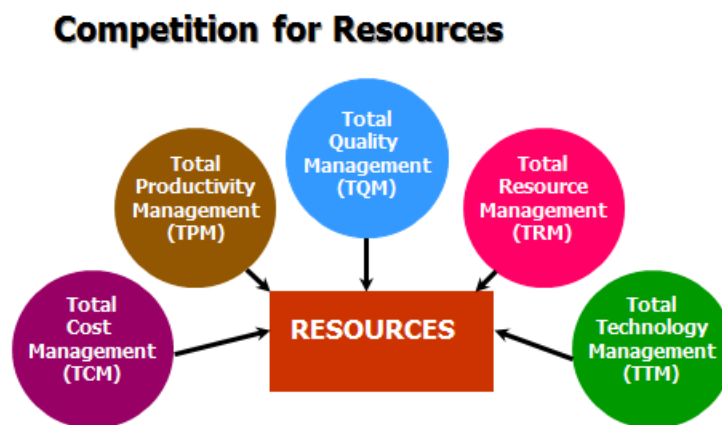 Competition for Resources
Total
Quality
Management
(TQM)
Total
Productivity
Management
(TPM)
Total
Resource
Management
(TRM)
Total
Cost
Management
(TCM)
RESOURCES
Total
Technology
Management
(TTM)